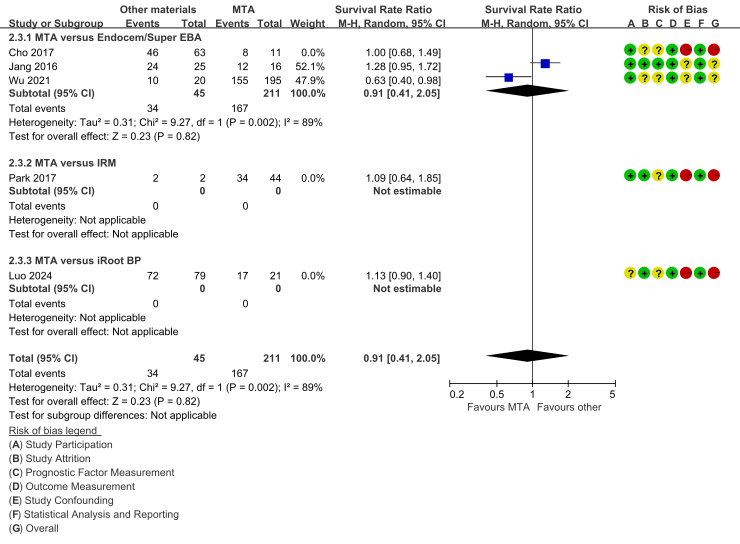 Other materials MTA Survival Rate Ratio Survival Rate Ratio Risk of Bias
Study or Subgroup Events Total Events Total Weight M-H, Random, 95% CI M-H, Random, 95% CI A B C D E F G
2.3.1 MTA versus Endocem/Super EBA
Cho 2017 46 63 8 11 0.0% 1.00 [0.68, 1.49] + ? ? + - ? -
Jang 2016 24 25 12 16 52.1% 1.28 [0.95, 1.72] + + + + ? ? ?
Wu 2021 10 20 155 195 47.9% 0.63 [0.40, 0.98] + ? ? + ? + ?
Subtotal (95% CI) 45 211 100.0% 0.91 [0.41, 2.05]
Total events 34 167
Heterogeneity: Tau² = 0.31; Chi² = 9.27, df = 1 (P = 0.002); I² = 89%
Test for overall effect: Z = 0.23 (P = 0.82)
2.3.2 MTA versus IRM
Park 2017 2 2 34 44 0.0% 1.09 [0.64, 1.85] + + ? + - + -
Subtotal (95% CI) 0 0 Not estimable
Total events 0 0
Heterogeneity: Not applicable
Test for overall effect: Not applicable
2.3.3 MTA versus iRoot BP
Luo 2024 72 79 17 21 0.0% 1.13 [0.90, 1.40] ? + ? + - + -
Subtotal (95% CI) 0 0 Not estimable
Total events 0 0
Heterogeneity: Not applicable
Test for overall effect: Not applicable
Total (95% CI) 45 211 100.0% 0.91 [0.41, 2.05]
Total events 34 167
Heterogeneity: Tau² = 0.31; Chi² = 9.27, df = 1 (P = 0.002); I² = 89%
Test for overall effect: Z = 0.23 (P = 0.82)
Test for subgroup differences: Not applicable
0.2 0.5 1 2 5
Favours MTA Favours other
Risk of bias legend
(A) Study Participation
(B) Study Attrition
(C) Prognostic Factor Measurement
(D) Outcome Measurement
(E) Study Confounding
(F) Statistical Analysis and Reporting
(G) Overall